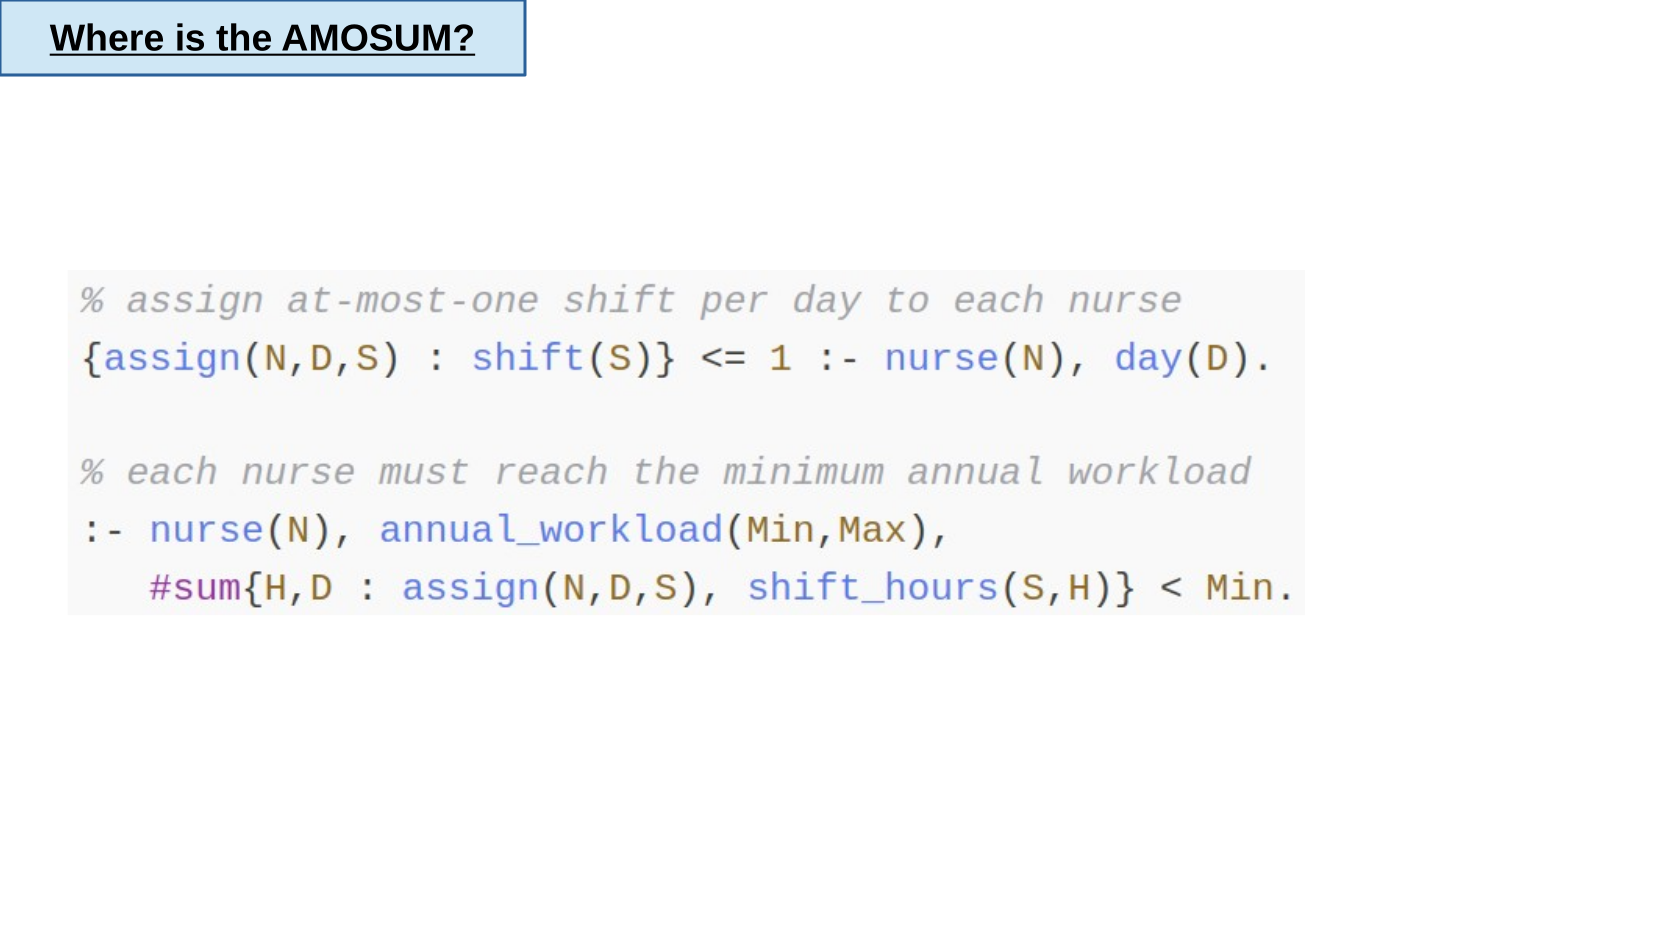 Where is the AMOSUM?
% assign at-most-one shift per day to each nurse
{assign(N,D,S) : shift(S)} <= 1 :- nurse(N), day(D).
% each nurse must reach the minimum annual workload
:- nurse(N), annual_workload(Min,Max),
   #sum{H,D : assign(N,D,S), shift_hours(S,H)} < Min.